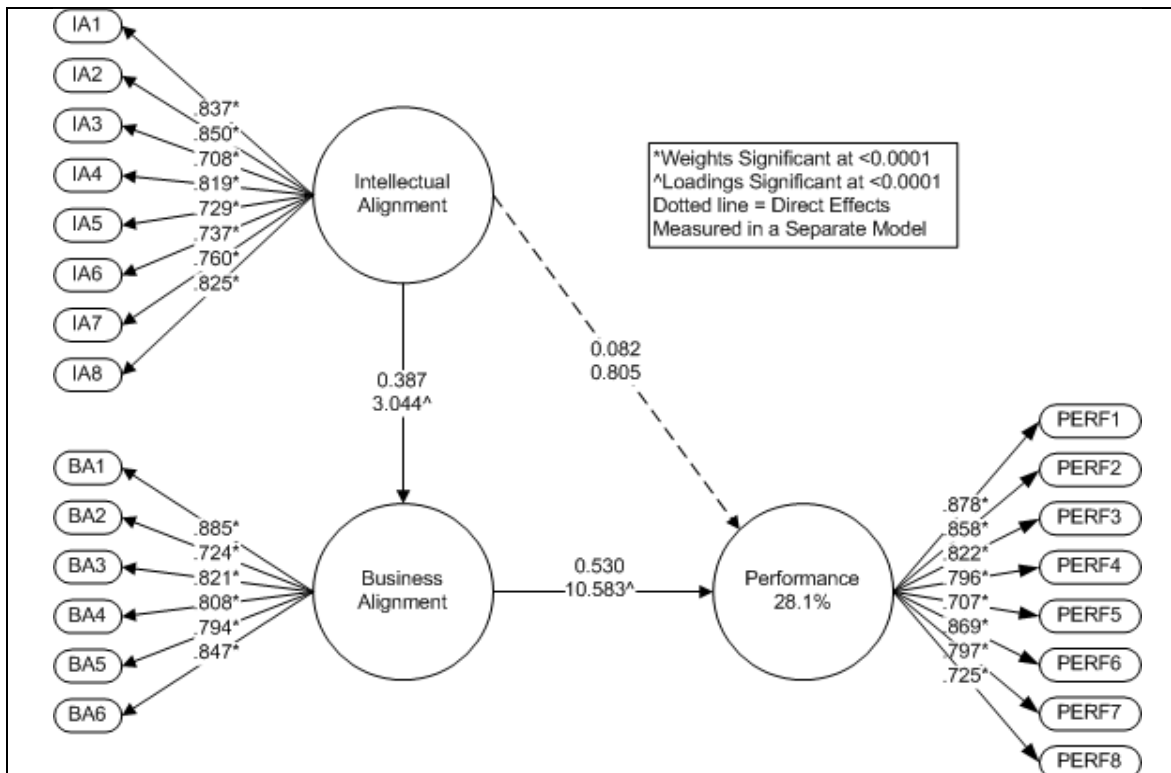 IA1
IA2
IA3
IA4
IA5
IA6
IA7
IA8
.837*
.850*
.708*
.819*
.729*
.737*
.760*
.825*
Intellectual
Alignment
*Weights Significant at <0.0001
^Loadings Significant at <0.0001
Dotted line = Direct Effects
Measured in a Separate Model
0.387
3.044^
0.082
0.805
BA1
BA2
BA3
BA4
BA5
BA6
.885*
.724*
.821*
.808*
.794*
.847*
Business
Alignment
0.530
10.583^
Performance
28.1%
.878*
.858*
.822*
.796*
.707*
.869*
.797*
.725*
PERF1
PERF2
PERF3
PERF4
PERF5
PERF6
PERF7
PERF8